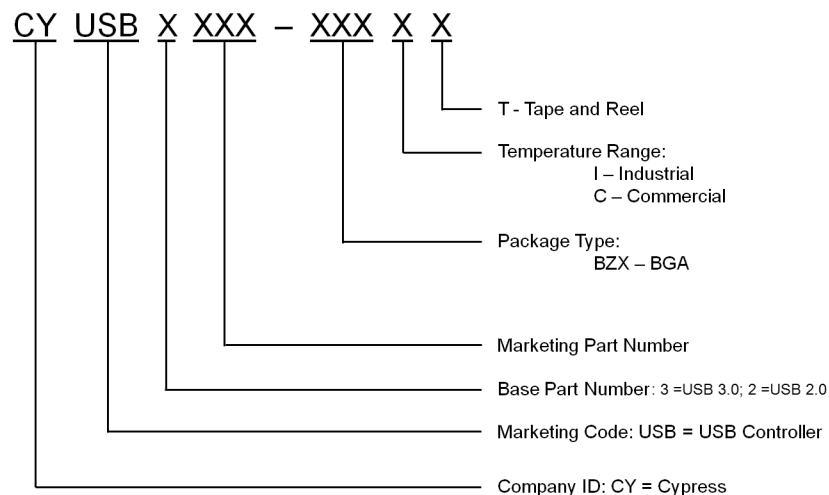 CY USB X XXX – XXX X X
T - Tape and Reel
Temperature Range:
I – Industrial
C – Commercial
Package Type:
BZX – BGA
Marketing Part Number
Base Part Number: 3 =USB 3.0; 2 =USB 2.0
Marketing Code: USB = USB Controller
Company ID: CY = Cypress